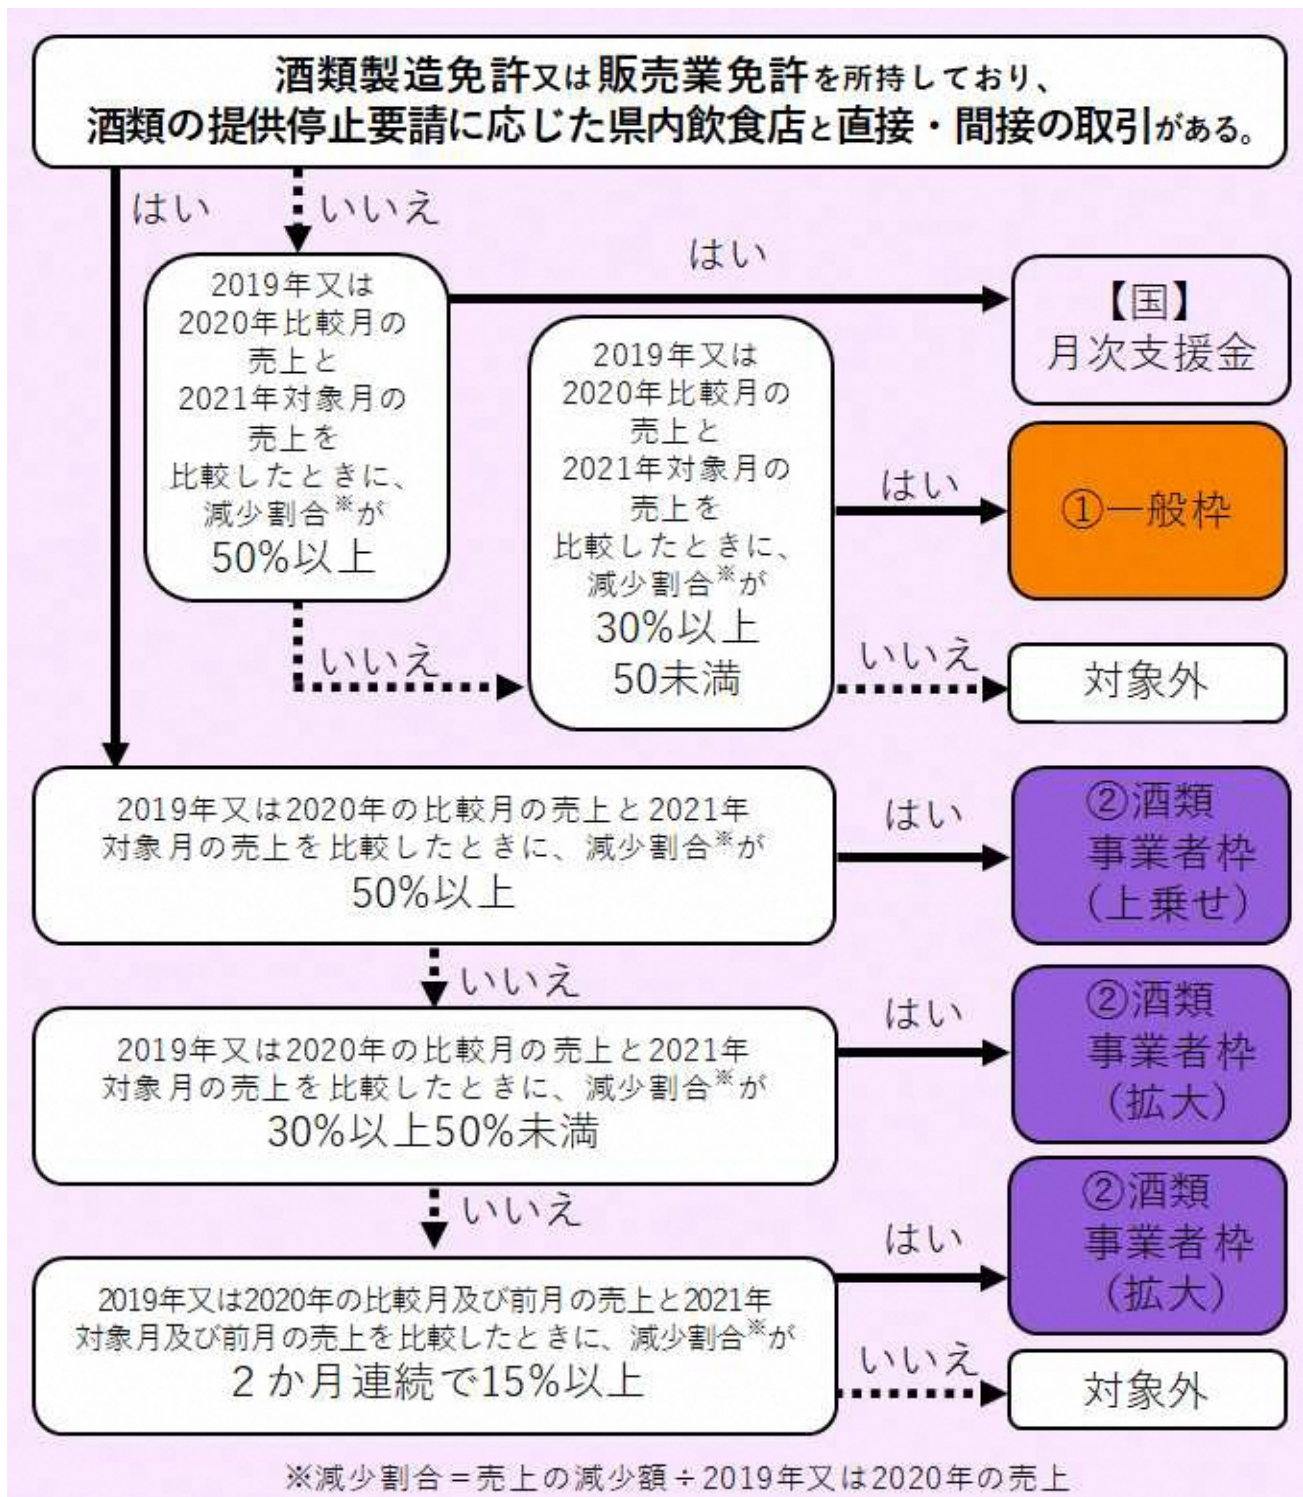 酒類製造免許又は販売業免許を所持しており、
酒類の提供停止要請に応じた県内飲食店と直接・間接の取引がある。
はい
いいえ
2019年又は
2020年比較月の
売上と
2021年対象月の
売上を
比較したときに、
減少割合※が
50%以上
はい
【国】
月次支援金
いいえ
2019年又は
2020年比較月の
売上と
2021年対象月の
売上を
比較したときに、
減少割合※が
30%以上
50未満
はい
①一般枠
いいえ
対象外
2019年又は2020年の比較月の売上と2021年
対象月の売上を比較したときに、減少割合※が
50%以上
はい
②酒類
事業者枠
（上乗せ）
いいえ
2019年又は2020年の比較月の売上と2021年
対象月の売上を比較したときに、減少割合※が
30%以上50%未満
はい
②酒類
事業者枠
（拡大）
いいえ
2019年又は2020年の比較月及び前月の売上と2021年
対象月及び前月の売上を比較したときに、減少割合※が
２か月連続で15%以上
はい
②酒類
事業者枠
（拡大）
いいえ
対象外
※減少割合＝売上の減少額÷2019年又は2020年の売上